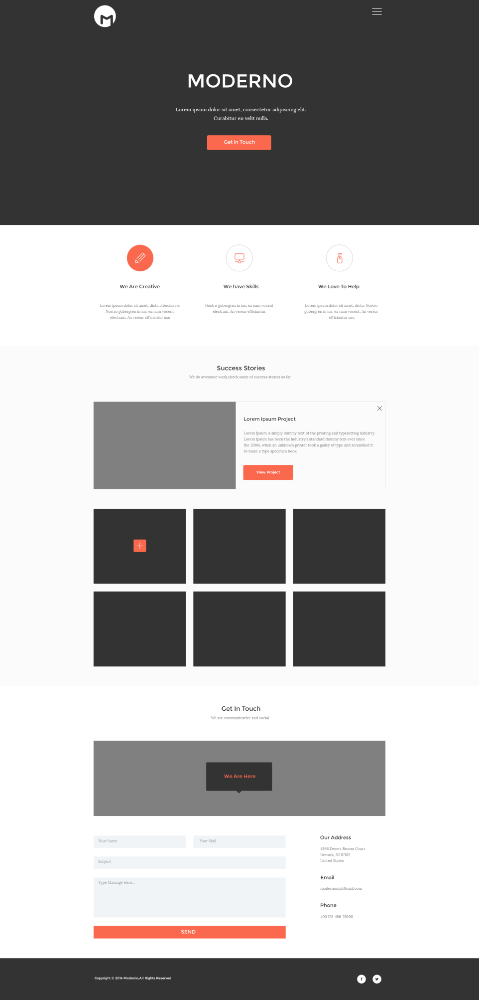 M
MODERNO
Lorem ipsum dolor sit amet, consectetur adipiscing elit.
Curabitur eu velit nulla.
Get in Touch
We Are Creative
Lorem ipsum dolor sit amet, dicta albucius ne.
Nostro gubergren in ius, ea nam vocent
electram. An verear efficiantur usu
We have Skills
Nostro gubergren in ius, ea nam vocent
electram. An verear efficiantur.
We Love To Help
Lorem ipsum dolor sit amet, dicta. Nostro
gubergren in ius, ea nam vocent. An verear
efficiantur usu
Success Stories
We do awesome work,check some of success stories so far
Lorem Ipsum Project
Lorem Ipsum is simply dummy text of the printing and typesetting industry.
Lorem Ipsum has been the industry's standard dummy text ever since
the 1500s, when an unknown printer took a galley of type and scrambled it
to make a type specimen book.
View Project
Get In Touch
We are communicative and social
We Are Here
Your Name
Your Mail
Subject
Type Massage Here...
SEND
Our Address
4896 Desert Broom Court
Newark, NJ 07102
United States
Email
modernomail@mail.com
Phone
+00 123-456-78900
Copyright © 2014 Moderno,All Rights Reserved